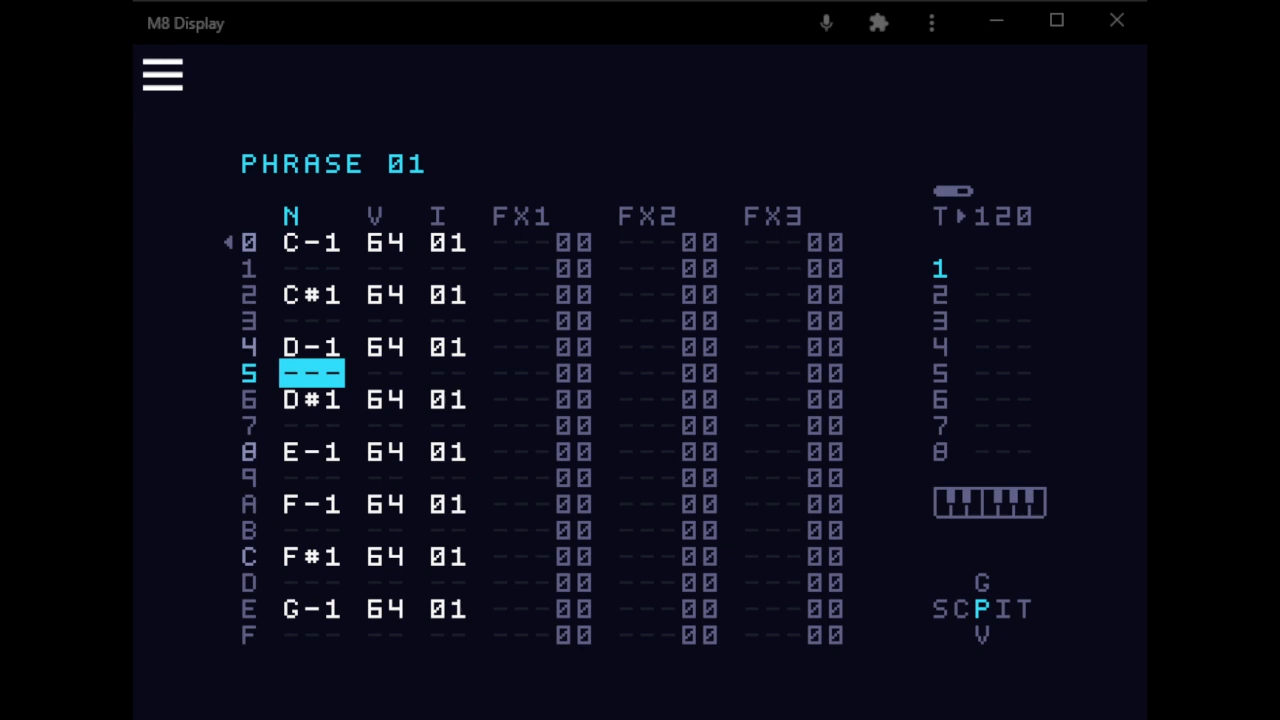 M8 Display
PHRASE 01
N V I FX1 FX2 FX3 T▸120
0 C-1 64 01 ---00 ---00 ---00
1 --- -- -- ---00 ---00 ---00 1 ---
2 C#1 64 01 ---00 ---00 ---00 2 ---
3 --- -- -- ---00 ---00 ---00 3 ---
4 D-1 64 01 ---00 ---00 ---00 4 ---
5 --- -- -- ---00 ---00 ---00 5 ---
6 D#1 64 01 ---00 ---00 ---00 6 ---
7 --- -- -- ---00 ---00 ---00 7 ---
8 E-1 64 01 ---00 ---00 ---00 8 ---
9 --- -- -- ---00 ---00 ---00
A F-1 64 01 ---00 ---00 ---00
B --- -- -- ---00 ---00 ---00
C F#1 64 01 ---00 ---00 ---00
D --- -- -- ---00 ---00 ---00 G
E G-1 64 01 ---00 ---00 ---00 SCPIT
F --- -- -- ---00 ---00 ---00 V